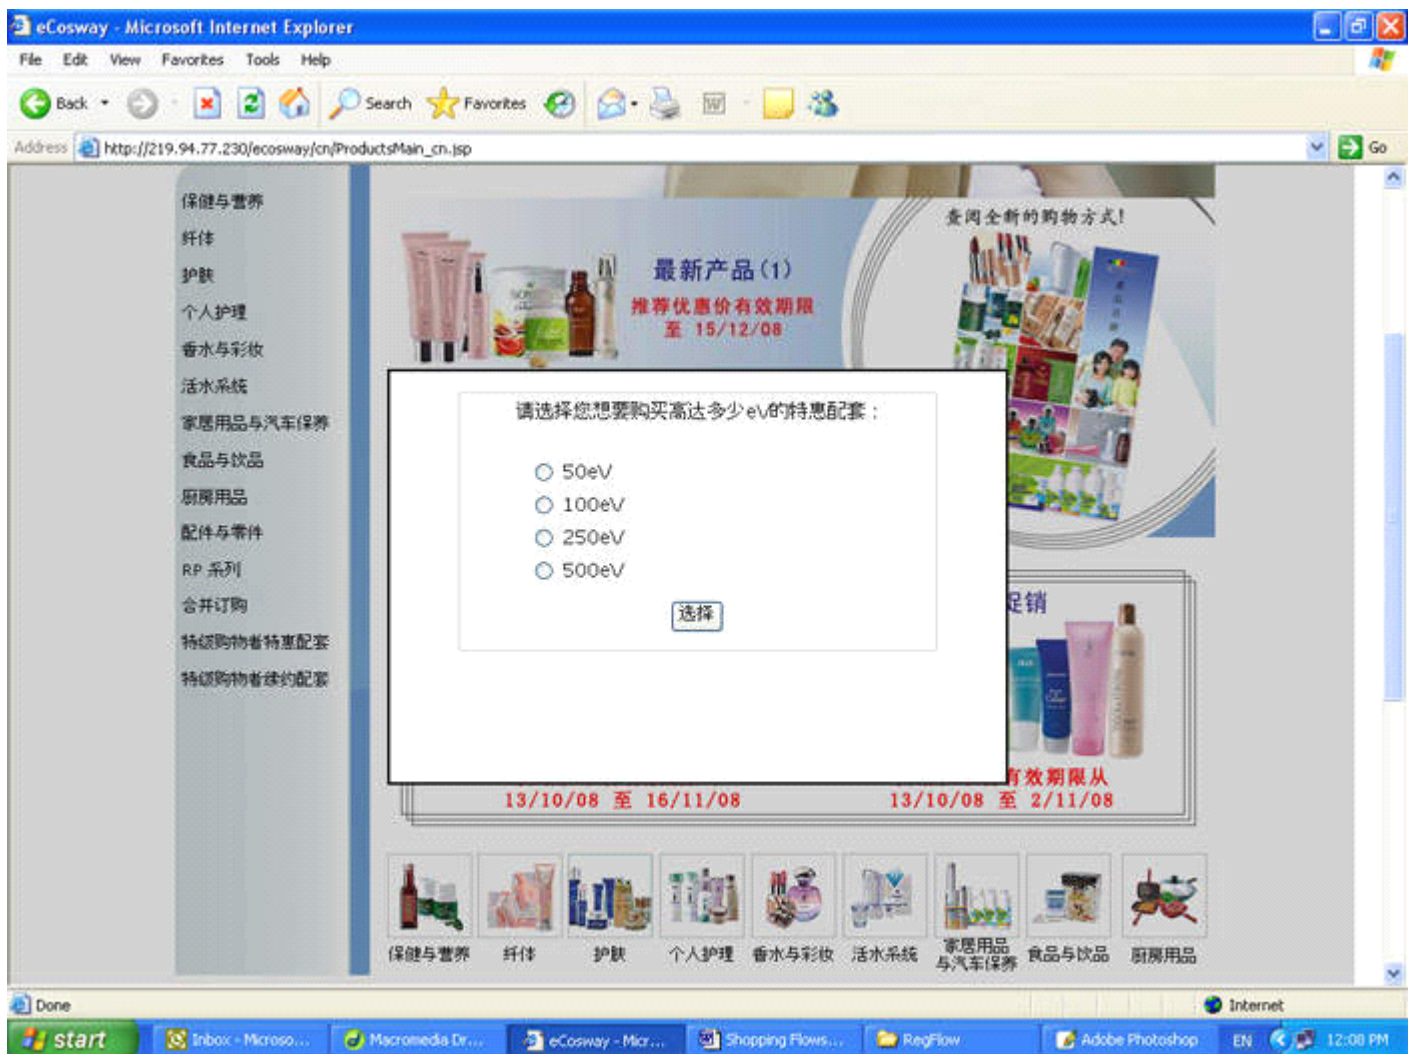 eCosway - Microsoft Internet Explorer
File Edit View Favorites Tools Help
Back Search Favorites
Address http://219.94.77.230/ecosway/cn/ProductsMain_cn.jsp Go
保健与营养
纤体
护肤
个人护理
香水与彩妆
活水系统
家居用品与汽车保养
食品与饮品
厨房用品
配件与零件
RP 系列
合并订购
特级购物者特惠配套
特级购物者续约配套
最新产品(1)
推荐优惠价有效期限
至 15/12/08
查阅全新的购物方式!
请选择您想要购买高达多少eV的特惠配套：
50eV
100eV
250eV
500eV
选择
促销
有效期限从
13/10/08 至 16/11/08
13/10/08 至 2/11/08
保健与营养
纤体
护肤
个人护理
香水与彩妆
活水系统
家居用品
与汽车保养
食品与饮品
厨房用品
Done Internet
start Inbox - Microso... Macromedia Dr... eCosway - Micr... Shopping Flows... RegFlow Adobe Photoshop EN 12:08 PM